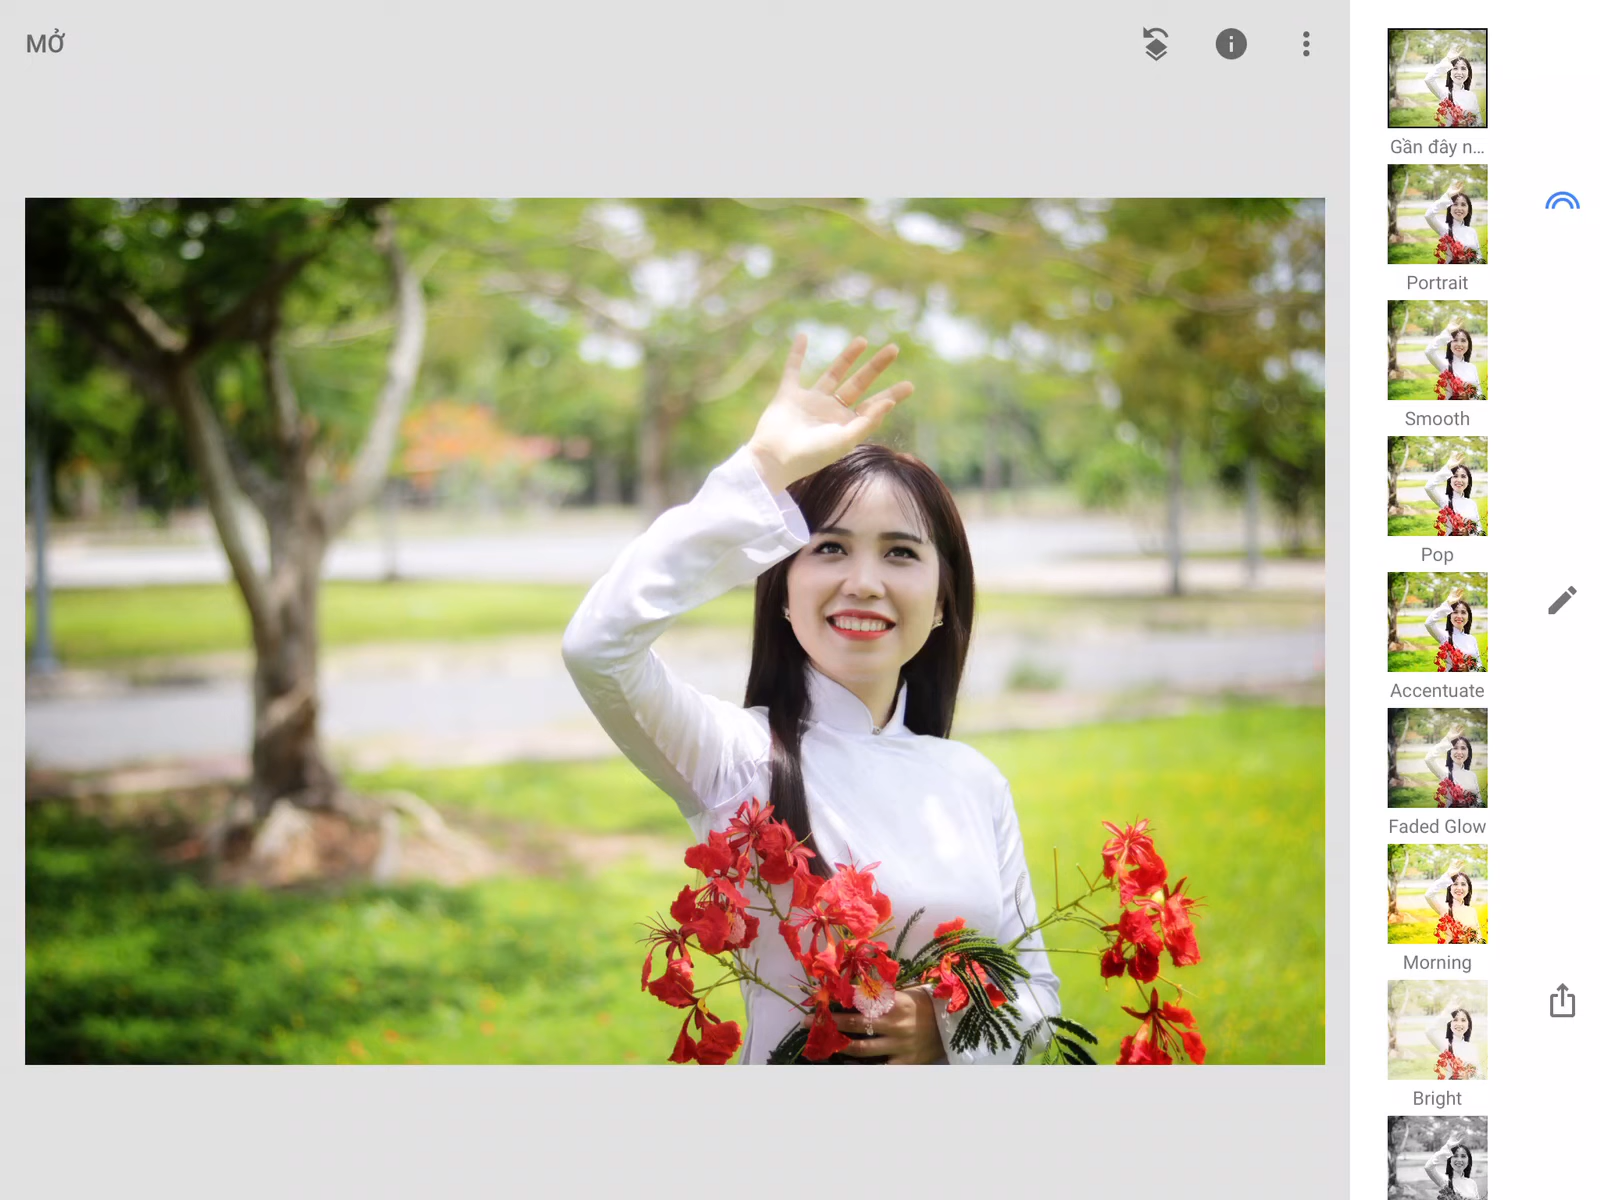 MỞ
Gần đây n...
Portrait
Smooth
Pop
Accentuate
Faded Glow
Morning
Bright